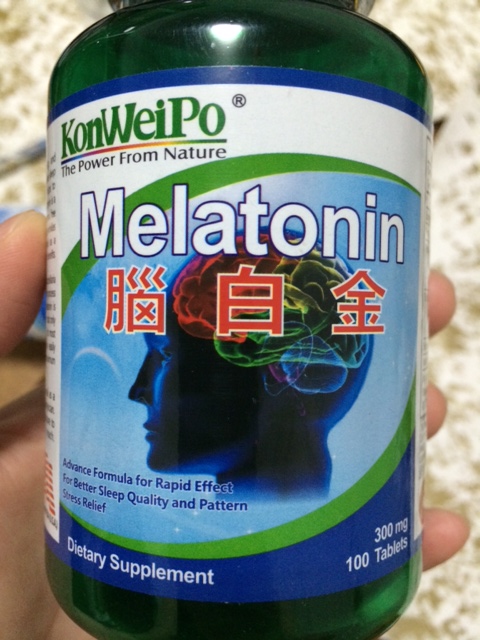 KonWeiPo ®
The Power From Nature
Melatonin
腦白金
Advance Formula for Rapid Effect
For Better Sleep Quality and Pattern
Stress Relief
300 mg
100 Tablets
Dietary Supplement